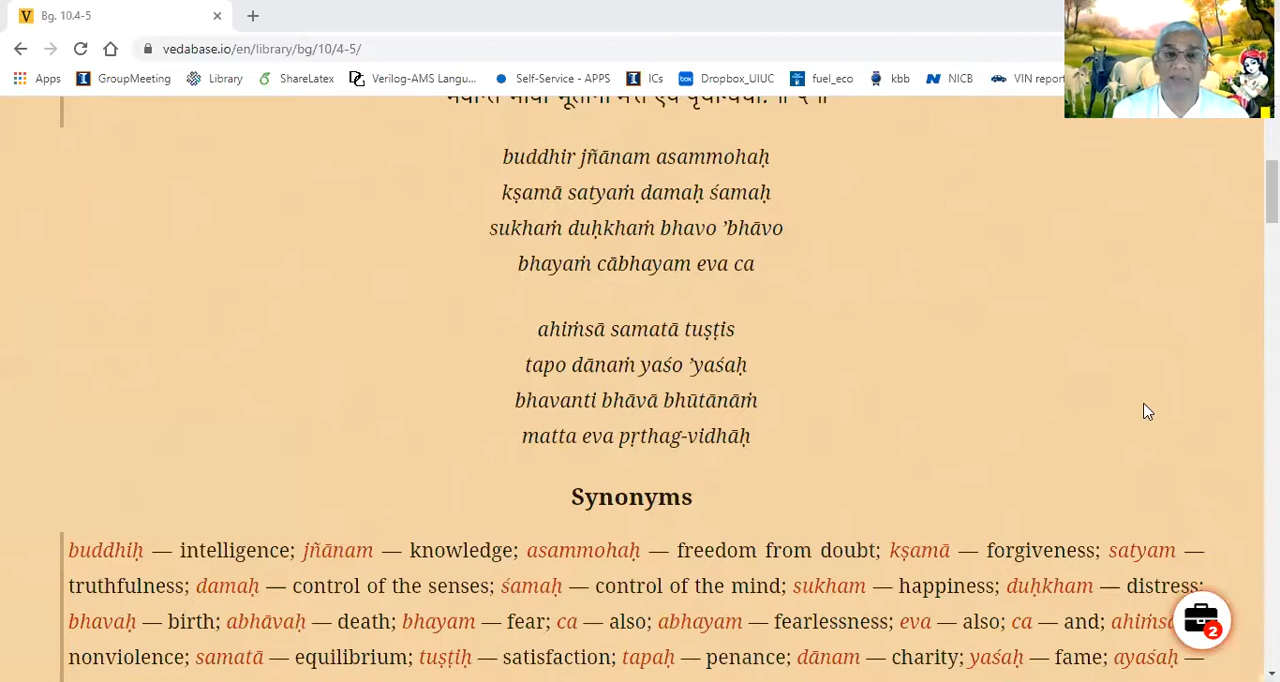 Bg. 10.4-5
vedabase.io/en/library/bg/10/4-5/
Apps GroupMeeting Library ShareLatex Verilog-AMS Langu... Self-Service - APPS ICs Dropbox_UIUC fuel_eco kbb NICB VIN report
buddhir jñānam asammohaḥ
kṣamā satyaṁ damaḥ śamaḥ
sukhaṁ duḥkhaṁ bhavo ’bhāvo
bhayaṁ cābhayam eva ca
ahiṁsā samatā tuṣṭis
tapo dānaṁ yaśo ’yaśaḥ
bhavanti bhāvā bhūtānāṁ
matta eva pṛthag-vidhāḥ
Synonyms
buddhiḥ — intelligence; jñānam — knowledge; asammohaḥ — freedom from doubt; kṣamā — forgiveness; satyam —
truthfulness; damaḥ — control of the senses; śamaḥ — control of the mind; sukham — happiness; duḥkham — distress;
bhavaḥ — birth; abhāvaḥ — death; bhayam — fear; ca — also; abhayam — fearlessness; eva — also; ca — and;
nonviolence; samatā — equilibrium; tuṣṭiḥ — satisfaction; tapaḥ — penance; dānam — charity; yaśaḥ — fame; ayaśaḥ —
2